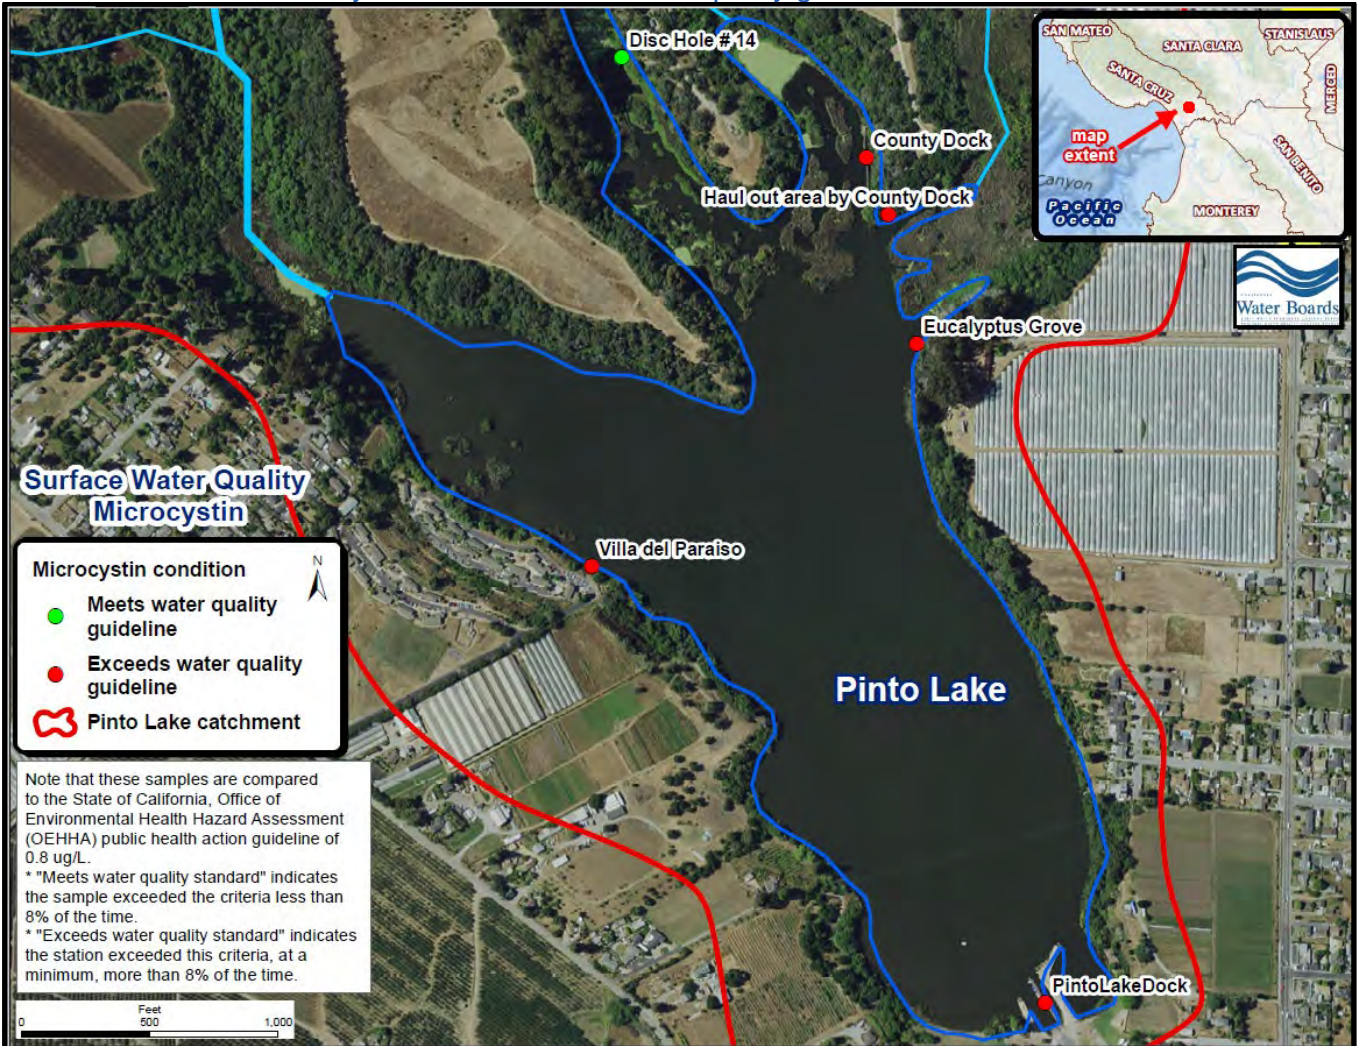 Disc Hole # 14
County Dock
Haul out area by County Dock
Eucalyptus Grove
Villa del Paraiso
Pinto Lake
PintoLakeDock
SAN MATEO
SANTA CLARA
STANISLAUS
SANTA CRUZ
MERCED
map
extent
SAN BENITO
Canyon
Pacific
Ocean
MONTEREY
Water Boards
Surface Water Quality
Microcystin
Microcystin condition
N
Meets water quality
guideline
Exceeds water quality
guideline
Pinto Lake catchment
Note that these samples are compared
to the State of California, Office of
Environmental Health Hazard Assessment
(OEHHA) public health action guideline of
0.8 ug/L.
* "Meets water quality standard" indicates
the sample exceeded the criteria less than
8% of the time.
* "Exceeds water quality standard" indicates
the station exceeded this criteria, at a
minimum, more than 8% of the time.
Feet
0 500 1,000